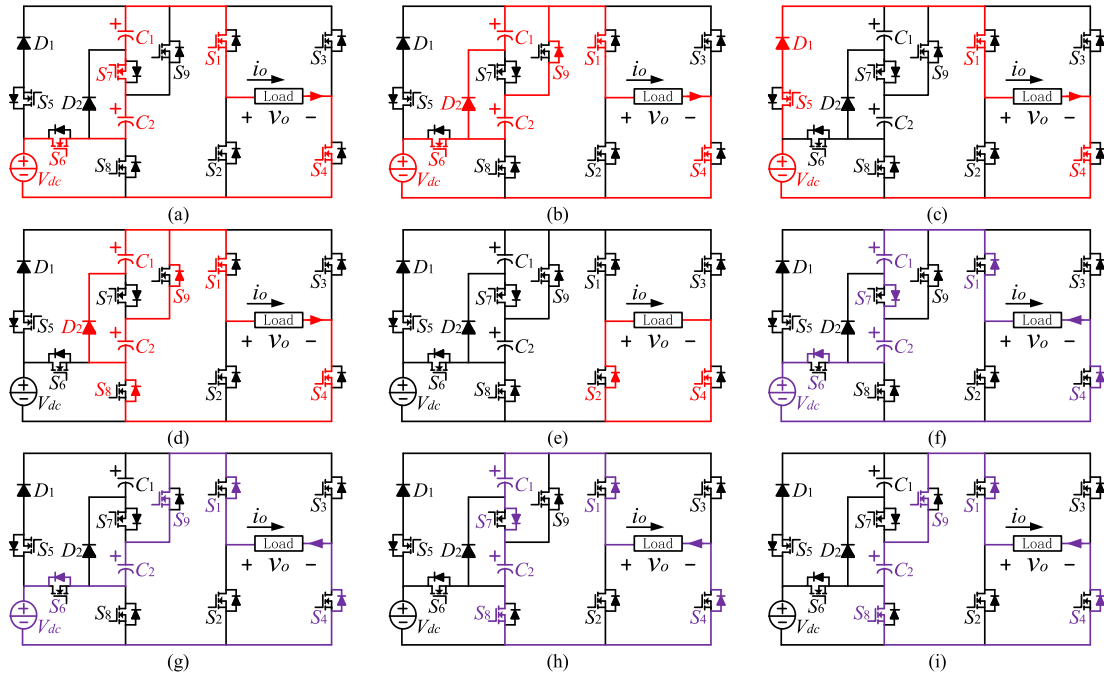 D1 C1 S1 S3 S7 S9 io D2 Load S5 + C2 + vo − S6 S8 S2 S4 Vdc
(a)
D1 C1 S1 S3 S7 S9 io D2 Load S5 + C2 + vo − S6 S8 S2 S4 Vdc
(b)
D1 C1 S1 S3 S7 S9 io D2 Load S5 + C2 + vo − S6 S8 S2 S4 Vdc
(c)
D1 C1 S1 S3 S7 S9 io D2 Load S5 + C2 + vo − S6 S8 S2 S4 Vdc
(d)
D1 C1 S1 S3 S7 S9 io D2 Load S5 + C2 + vo − S6 S8 S2 S4 Vdc
(e)
D1 C1 S1 S3 S7 S9 io D2 Load S5 + C2 + vo − S6 S8 S2 S4 Vdc
(f)
D1 C1 S1 S3 S7 S9 io D2 Load S5 + C2 + vo − S6 S8 S2 S4 Vdc
(g)
D1 C1 S1 S3 S7 S9 io D2 Load S5 + C2 + vo − S6 S8 S2 S4 Vdc
(h)
D1 C1 S1 S3 S7 S9 io D2 Load S5 + C2 + vo − S6 S8 S2 S4 Vdc
(i)